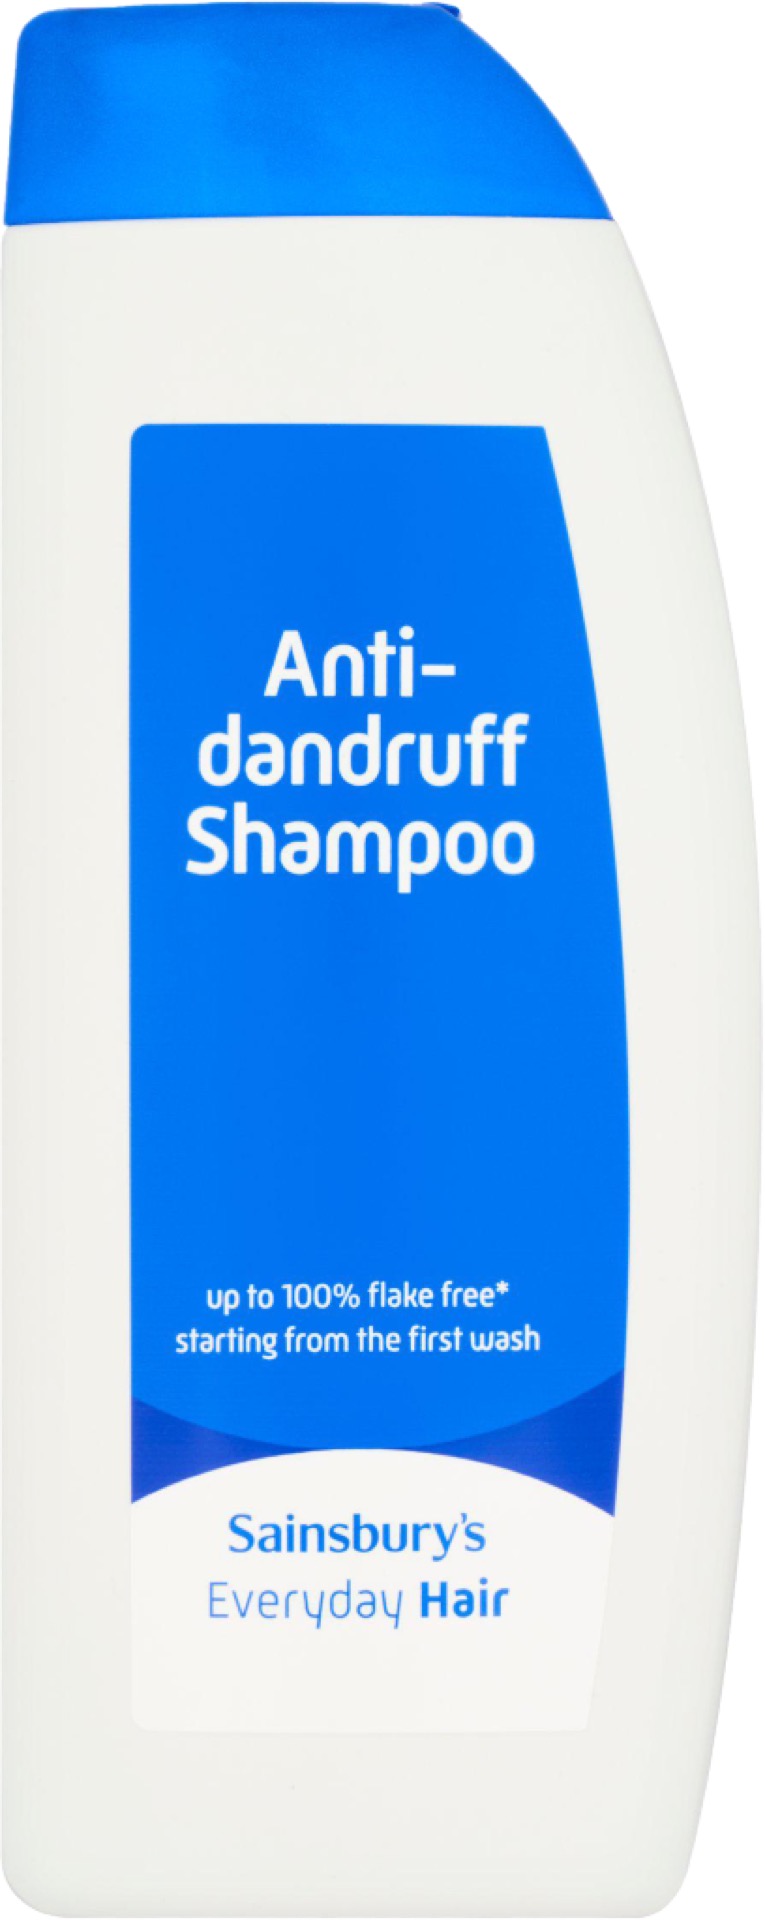 Anti-
dandruff
Shampoo
up to 100% flake free*
starting from the first wash
Sainsbury's
Everyday Hair